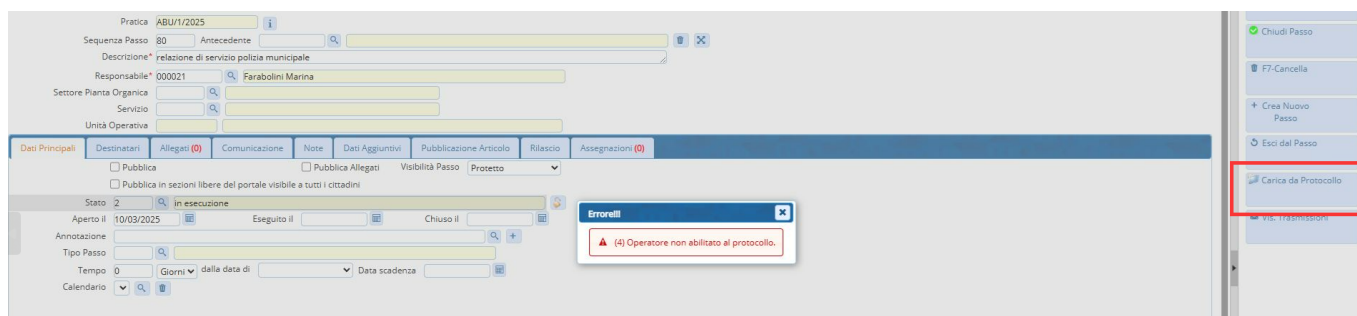 Pratica ABU/1/2025 i
Sequenza Passo 80 Antecedente
Descrizione* relazione di servizio polizia municipale
Responsabile* 000021 Farabolini Marina
Settore Pianta Organica
Servizio
Unità Operativa
Dati Principali Destinatari Allegati (0) Comunicazione Note Dati Aggiuntivi Pubblicazione Articolo Rilascio Assegnazioni (0)
Pubblica Pubblica Allegati Visibilità Passo Protetto
Pubblica in sezioni libere del portale visibile a tutti i cittadini
Stato 2 in esecuzione
Aperto il 10/03/2025 Eseguito il Chiuso il
Annotazione
Tipo Passo
Tempo 0 Giorni dalla data di Data scadenza
Calendario
Errore!!!
(4) Operatore non abilitato al protocollo.
Chiudi Passo
F7-Cancella
+ Crea Nuovo
Passo
Esci dal Passo
Carica da Protocollo
Vis. Trasmissioni